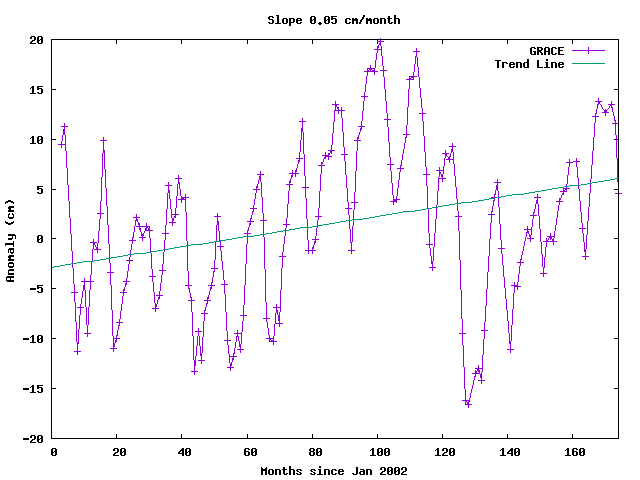 Slope 0.05 cm/month
GRACE
Trend Line
20
15
10
5
0
-5
-10
-15
-20
Anomaly (cm)
0 20 40 60 80 100 120 140 160
Months since Jan 2002